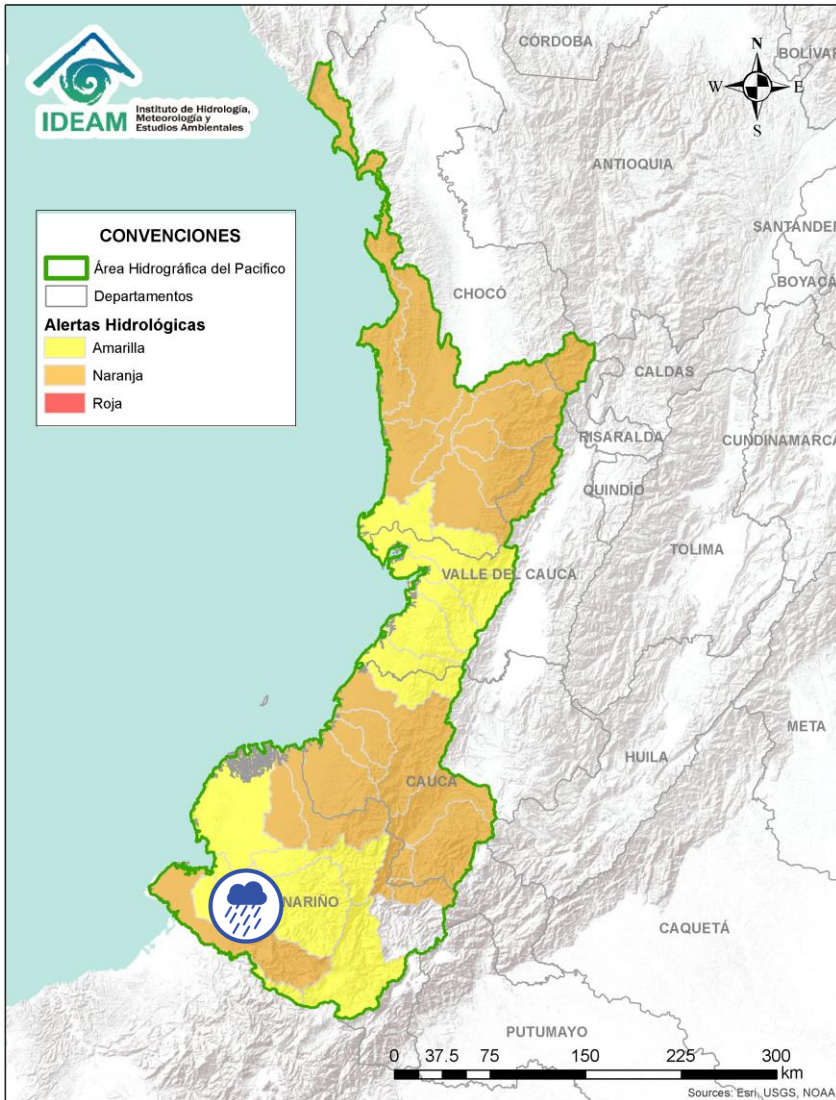 IDEAM
Instituto de Hidrología,
Meteorología y
Estudios Ambientales
CÓRDOBA
BOLÍVAR
N
W
E
S
ANTIOQUIA
SANTANDER
BOYACÁ
CONVENCIONES
Área Hidrográfica del Pacifico
Departamentos
Alertas Hidrológicas
Amarilla
Naranja
Roja
CHOCÓ
CALDAS
RISARALDA
CUNDINAMARCA
QUINDÍO
TOLIMA
VALLE DEL CAUCA
META
HUILA
CAUCA
NARIÑO
CAQUETÁ
PUTUMAYO
0 37.5 75 150 225 300
km
Sources: Esri, USGS, NOAA